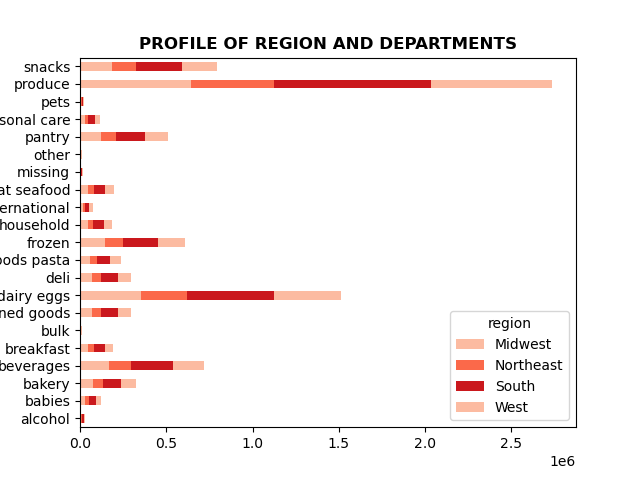 PROFILE OF REGION AND DEPARTMENTS
snacks
produce
pets
sonal care
pantry
other
missing
at seafood
ernational
household
frozen
oods pasta
deli
dairy eggs
ned goods
bulk
breakfast
beverages
bakery
babies
alcohol
region
Midwest
Northeast
South
West
0.0 0.5 1.0 1.5 2.0 2.5
1e6